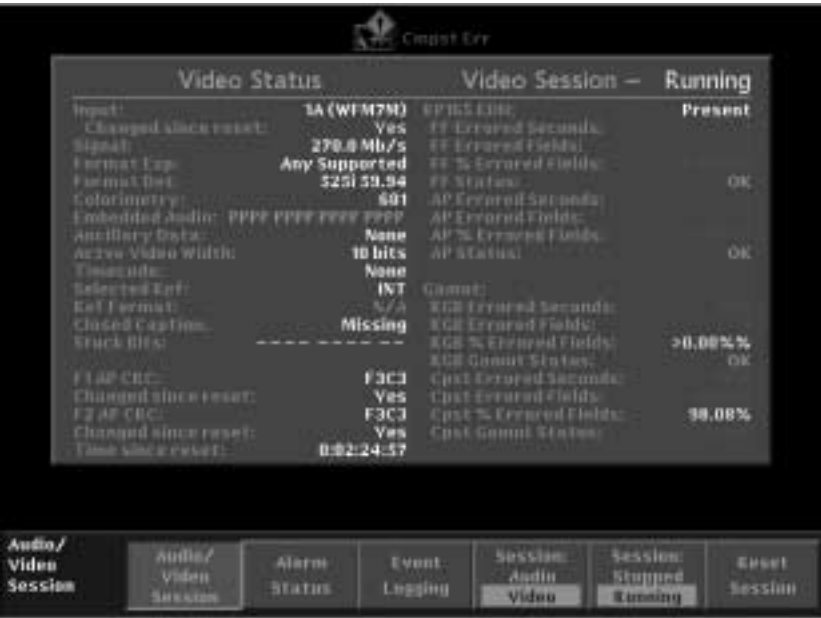 Cmpst Err
Video Status
Video Session – Running
Input: 1A (WFM7M)
Changed since reset: Yes
Signal: 270.0 Mb/s
Format Exp: Any Supported
Format Det: 525i 59.94
Colorimetry: 601
Embedded Audio: PPPP PPPP PPPP PPPP
Ancillary Data: None
Active Video Width: 10 bits
Timecode: None
Selected Ref: INT
Ref Format: N/A
Closed Caption: Missing
Stuck Bits: ---- ---- --
F1 AP CRC: F3C3
Changed since reset: Yes
F2 AP CRC: F3C3
Changed since reset: Yes
Time since reset: 0:02:24:57
RP165 EDH: Present
FF Errored Seconds:
FF Errored Fields:
FF % Errored Fields:
FF Status: OK
AP Errored Seconds:
AP Errored Fields:
AP % Errored Fields:
AP Status: OK
Gamut:
RGB Errored Seconds:
RGB Errored Fields:
RGB % Errored Fields: >0.00%%
RGB Gamut Status: OK
Cpst Errored Seconds:
Cpst Errored Fields:
Cpst % Errored Fields: 98.08%
Cpst Gamut Status:
Audio/
Video
Session
Audio/
Video
Session
Alarm
Status
Event
Logging
Session:
Audio
Video
Session:
Stopped
Running
Reset
Session